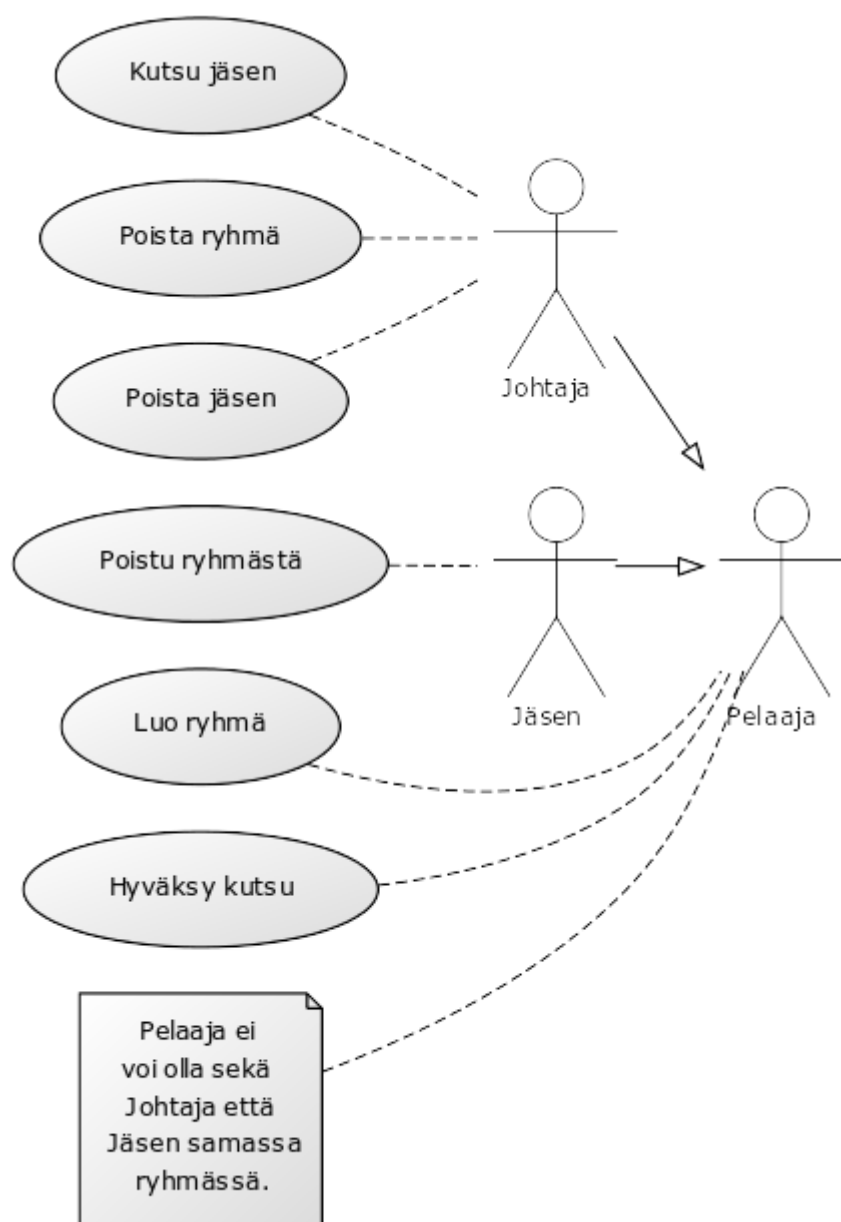 Kutsu jäsen
Poista ryhmä
Poista jäsen
Johtaja
Poistu ryhmästä
Jäsen
Pelaaja
Luo ryhmä
Hyväksy kutsu
Pelaaja ei
voi olla sekä
Johtaja että
Jäsen samassa
ryhmässä.